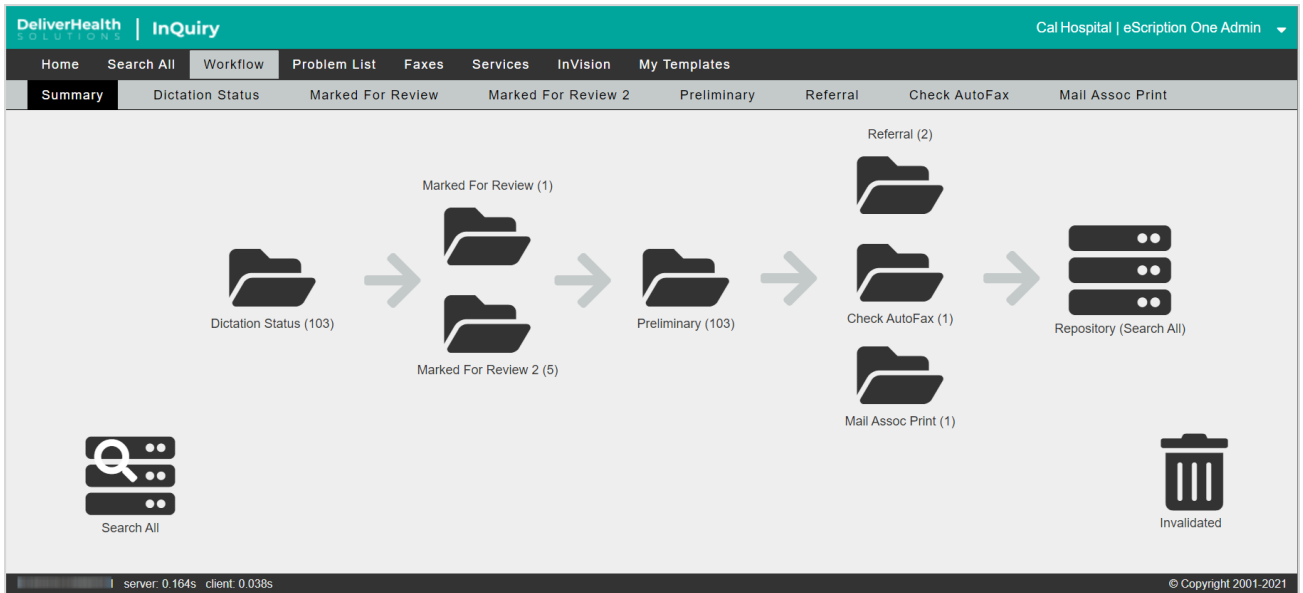 DeliverHealth
SOLUTIONS
InQuiry
Cal Hospital | eScription One Admin
Home Search All Workflow Problem List Faxes Services InVision My Templates
Summary Dictation Status Marked For Review Marked For Review 2 Preliminary Referral Check AutoFax Mail Assoc Print
Referral (2)
Marked For Review (1)
Dictation Status (103)
Marked For Review 2 (5)
Preliminary (103)
Check AutoFax (1)
Repository (Search All)
Mail Assoc Print (1)
Search All
Invalidated
server: 0.164s client: 0.038s
© Copyright 2001-2021